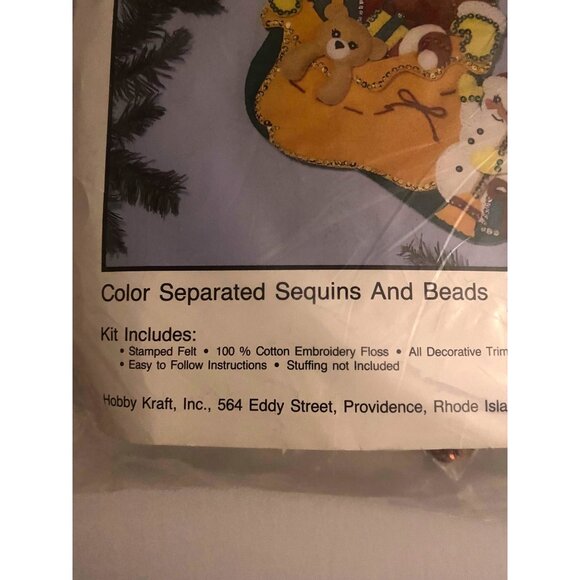 Color Separated Sequins And Beads
Kit Includes:
• Stamped Felt • 100 % Cotton Embroidery Floss • All Decorative Trim
• Easy to Follow Instructions • Stuffing not Included
Hobby Kraft, Inc., 564 Eddy Street, Providence, Rhode Isla